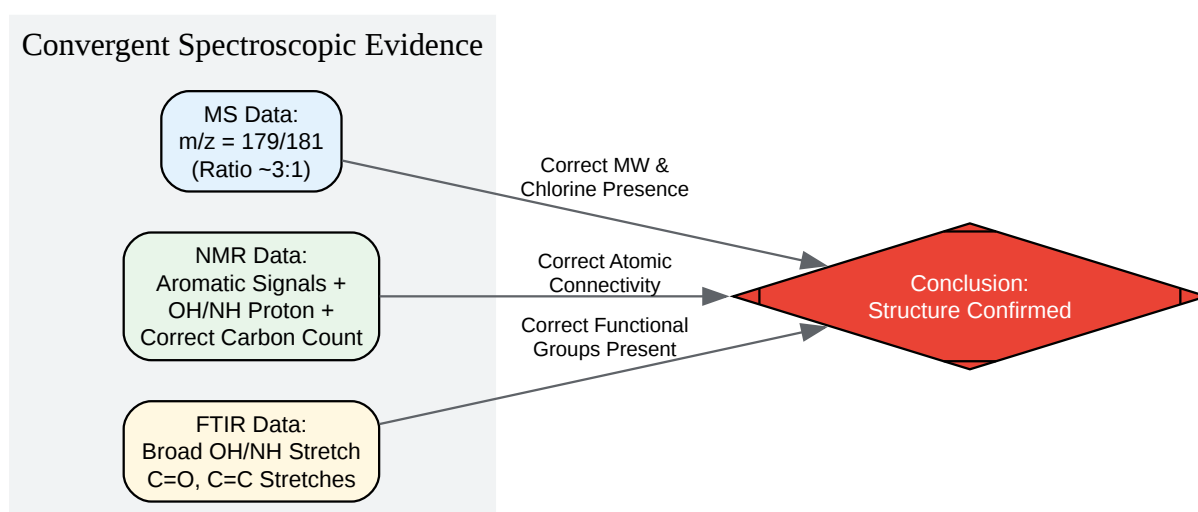 Convergent Spectroscopic Evidence
MS Data:
m/z = 179/181
(Ratio ~3:1)
Correct MW &
Chlorine Presence
NMR Data:
Aromatic Signals +
OH/NH Proton +
Correct Carbon Count
Correct Atomic
Connectivity
FTIR Data:
Broad OH/NH Stretch
C=O, C=C Stretches
Correct Functional
Groups Present
Conclusion:
Structure Confirmed